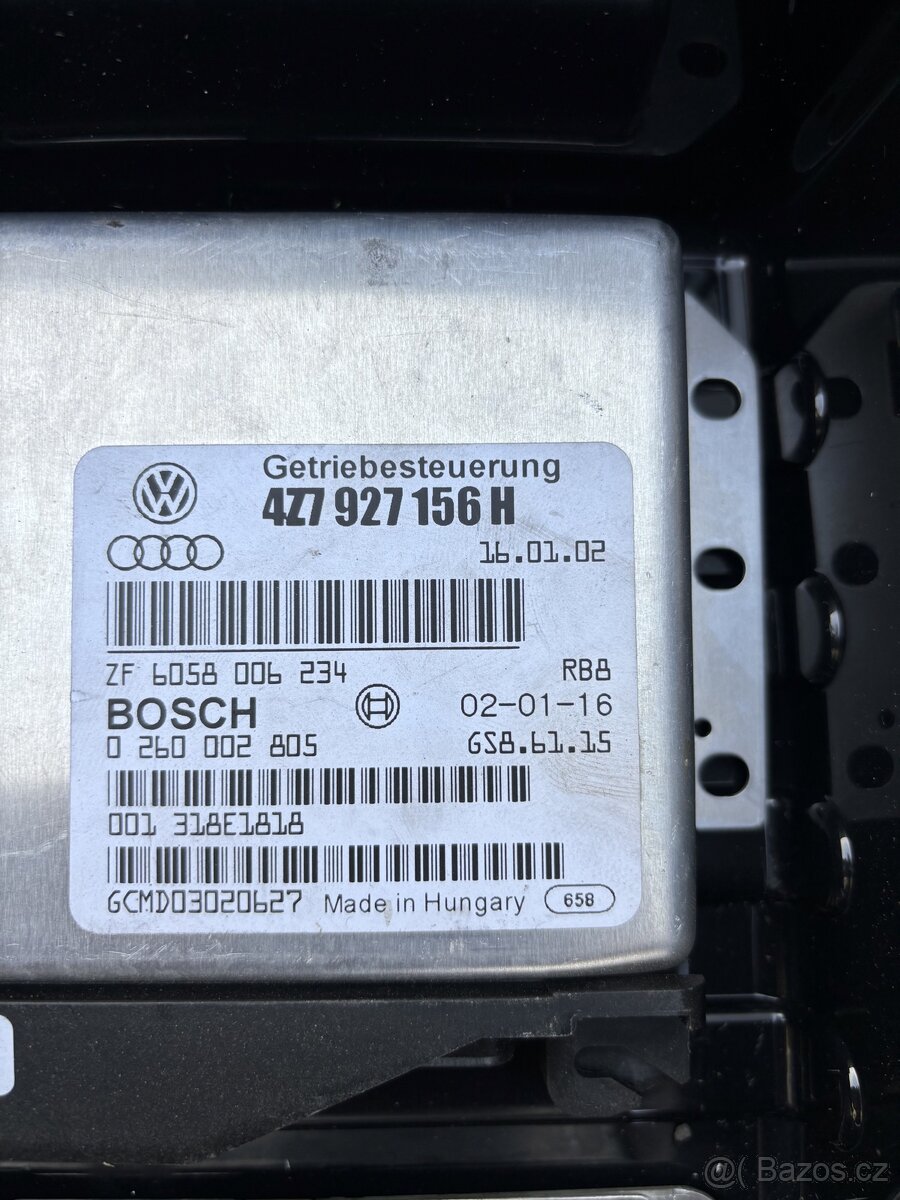 Getriebesteuerung
4Z7 927 156 H
16.01.02
ZF 6058 006 234 RB8
BOSCH 02-01-16
0 260 002 805 GS8.61.15
001 318E1818
GCMD03020627 Made in Hungary 658
@( Bazos.cz